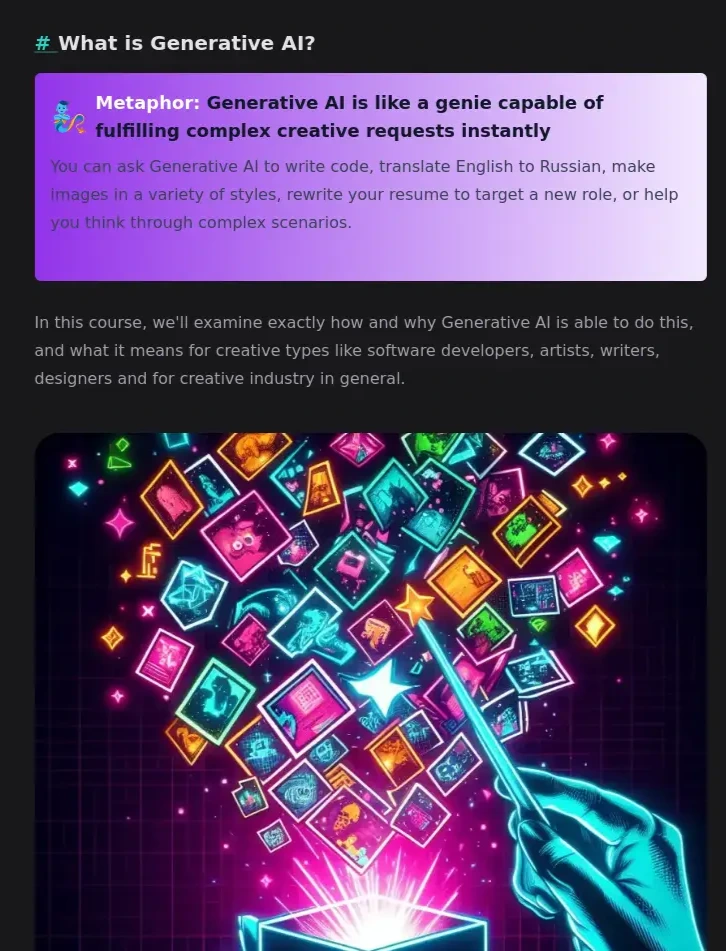 # What is Generative AI?
Metaphor: Generative AI is like a genie capable of
fulfilling complex creative requests instantly
You can ask Generative AI to write code, translate English to Russian, make
images in a variety of styles, rewrite your resume to target a new role, or help
you think through complex scenarios.
In this course, we'll examine exactly how and why Generative AI is able to do this,
and what it means for creative types like software developers, artists, writers,
designers and for creative industry in general.